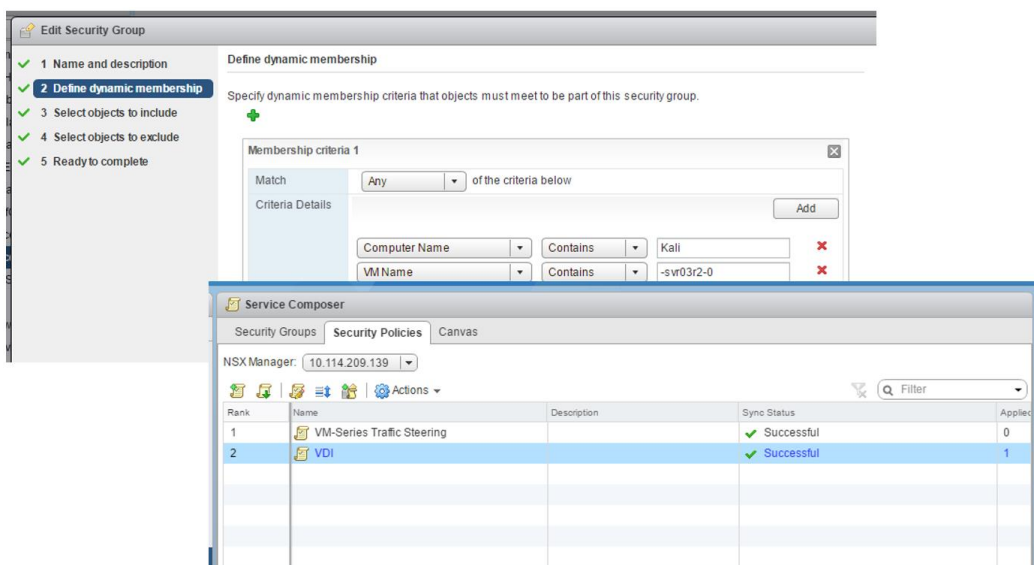 Edit Security Group
1 Name and description
2 Define dynamic membership
3 Select objects to include
4 Select objects to exclude
5 Ready to complete
Define dynamic membership
Specify dynamic membership criteria that objects must meet to be part of this security group.
Membership criteria 1
Match Any of the criteria below
Criteria Details
Add
Computer Name Contains Kali
VM Name Contains -svr03r2-0
Service Composer
Security Groups Security Policies Canvas
NSX Manager: 10.114.209.139
Actions Filter
Rank Name Description Sync Status Applied
1 VM-Series Traffic Steering Successful 0
2 VDI Successful 1